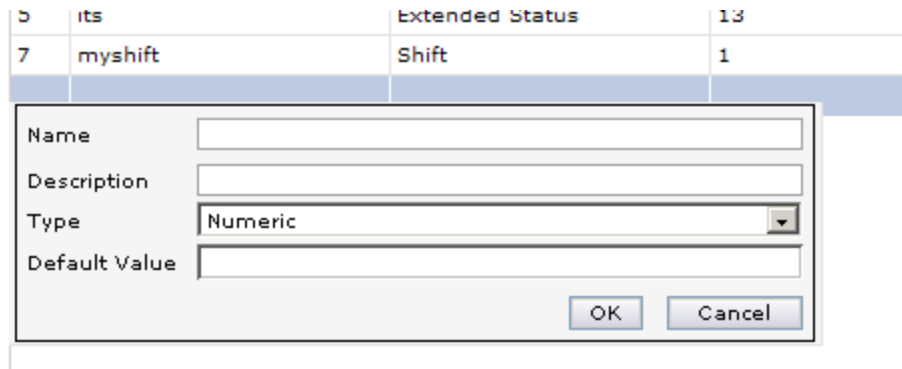 5 its Extended Status 13
7 myshift Shift 1
Name
Description
Type Numeric
Default Value
OK Cancel